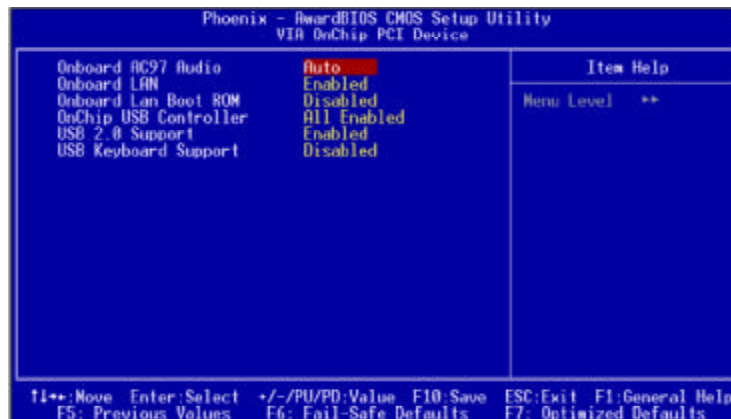 Phoenix - AwardBIOS CMOS Setup Utility
VIA OnChip PCI Device
Onboard AC97 Audio Auto
Onboard LAN Enabled
Onboard Lan Boot ROM Disabled
OnChip USB Controller All Enabled
USB 2.0 Support Enabled
USB Keyboard Support Disabled
Item Help
Menu Level ▸▸
↑↓→←:Move Enter:Select +/-/PU/PD:Value F10:Save ESC:Exit F1:General Help
F5: Previous Values F6: Fail-Safe Defaults F7: Optimized Defaults